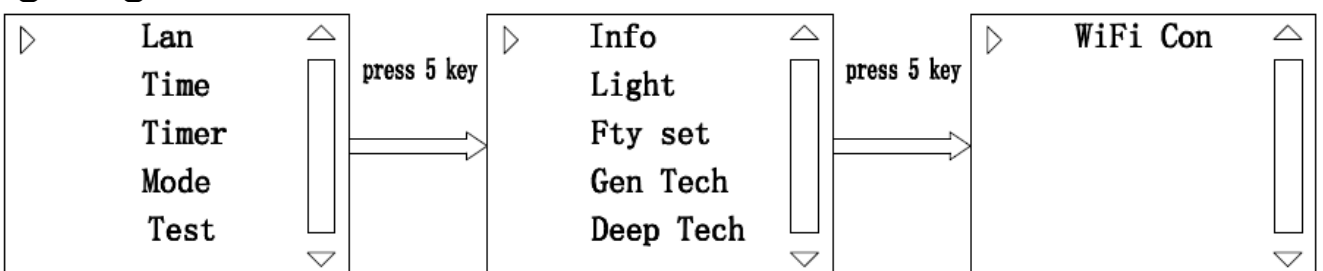 Lan
Time
Timer
Mode
Test
press 5 key
Info
Light
Fty set
Gen Tech
Deep Tech
press 5 key
WiFi Con